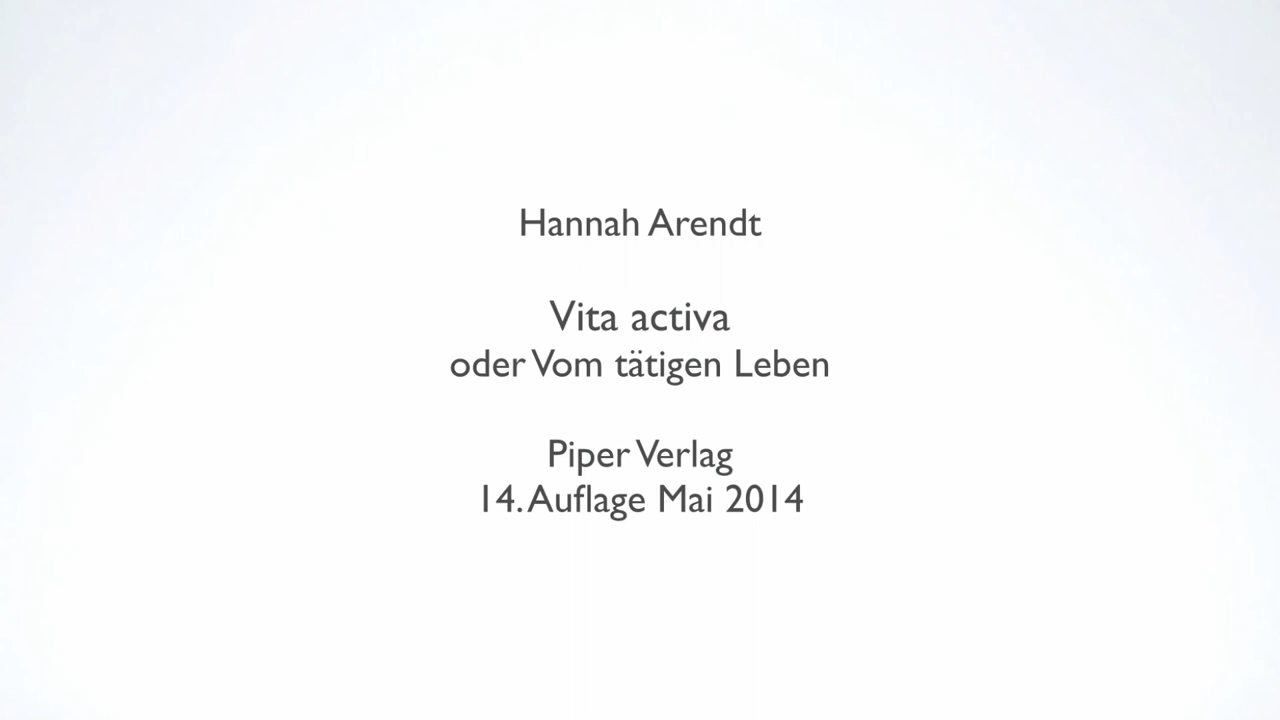 Hannah Arendt
Vita activa
oder Vom tätigen Leben
Piper Verlag
14. Auflage Mai 2014